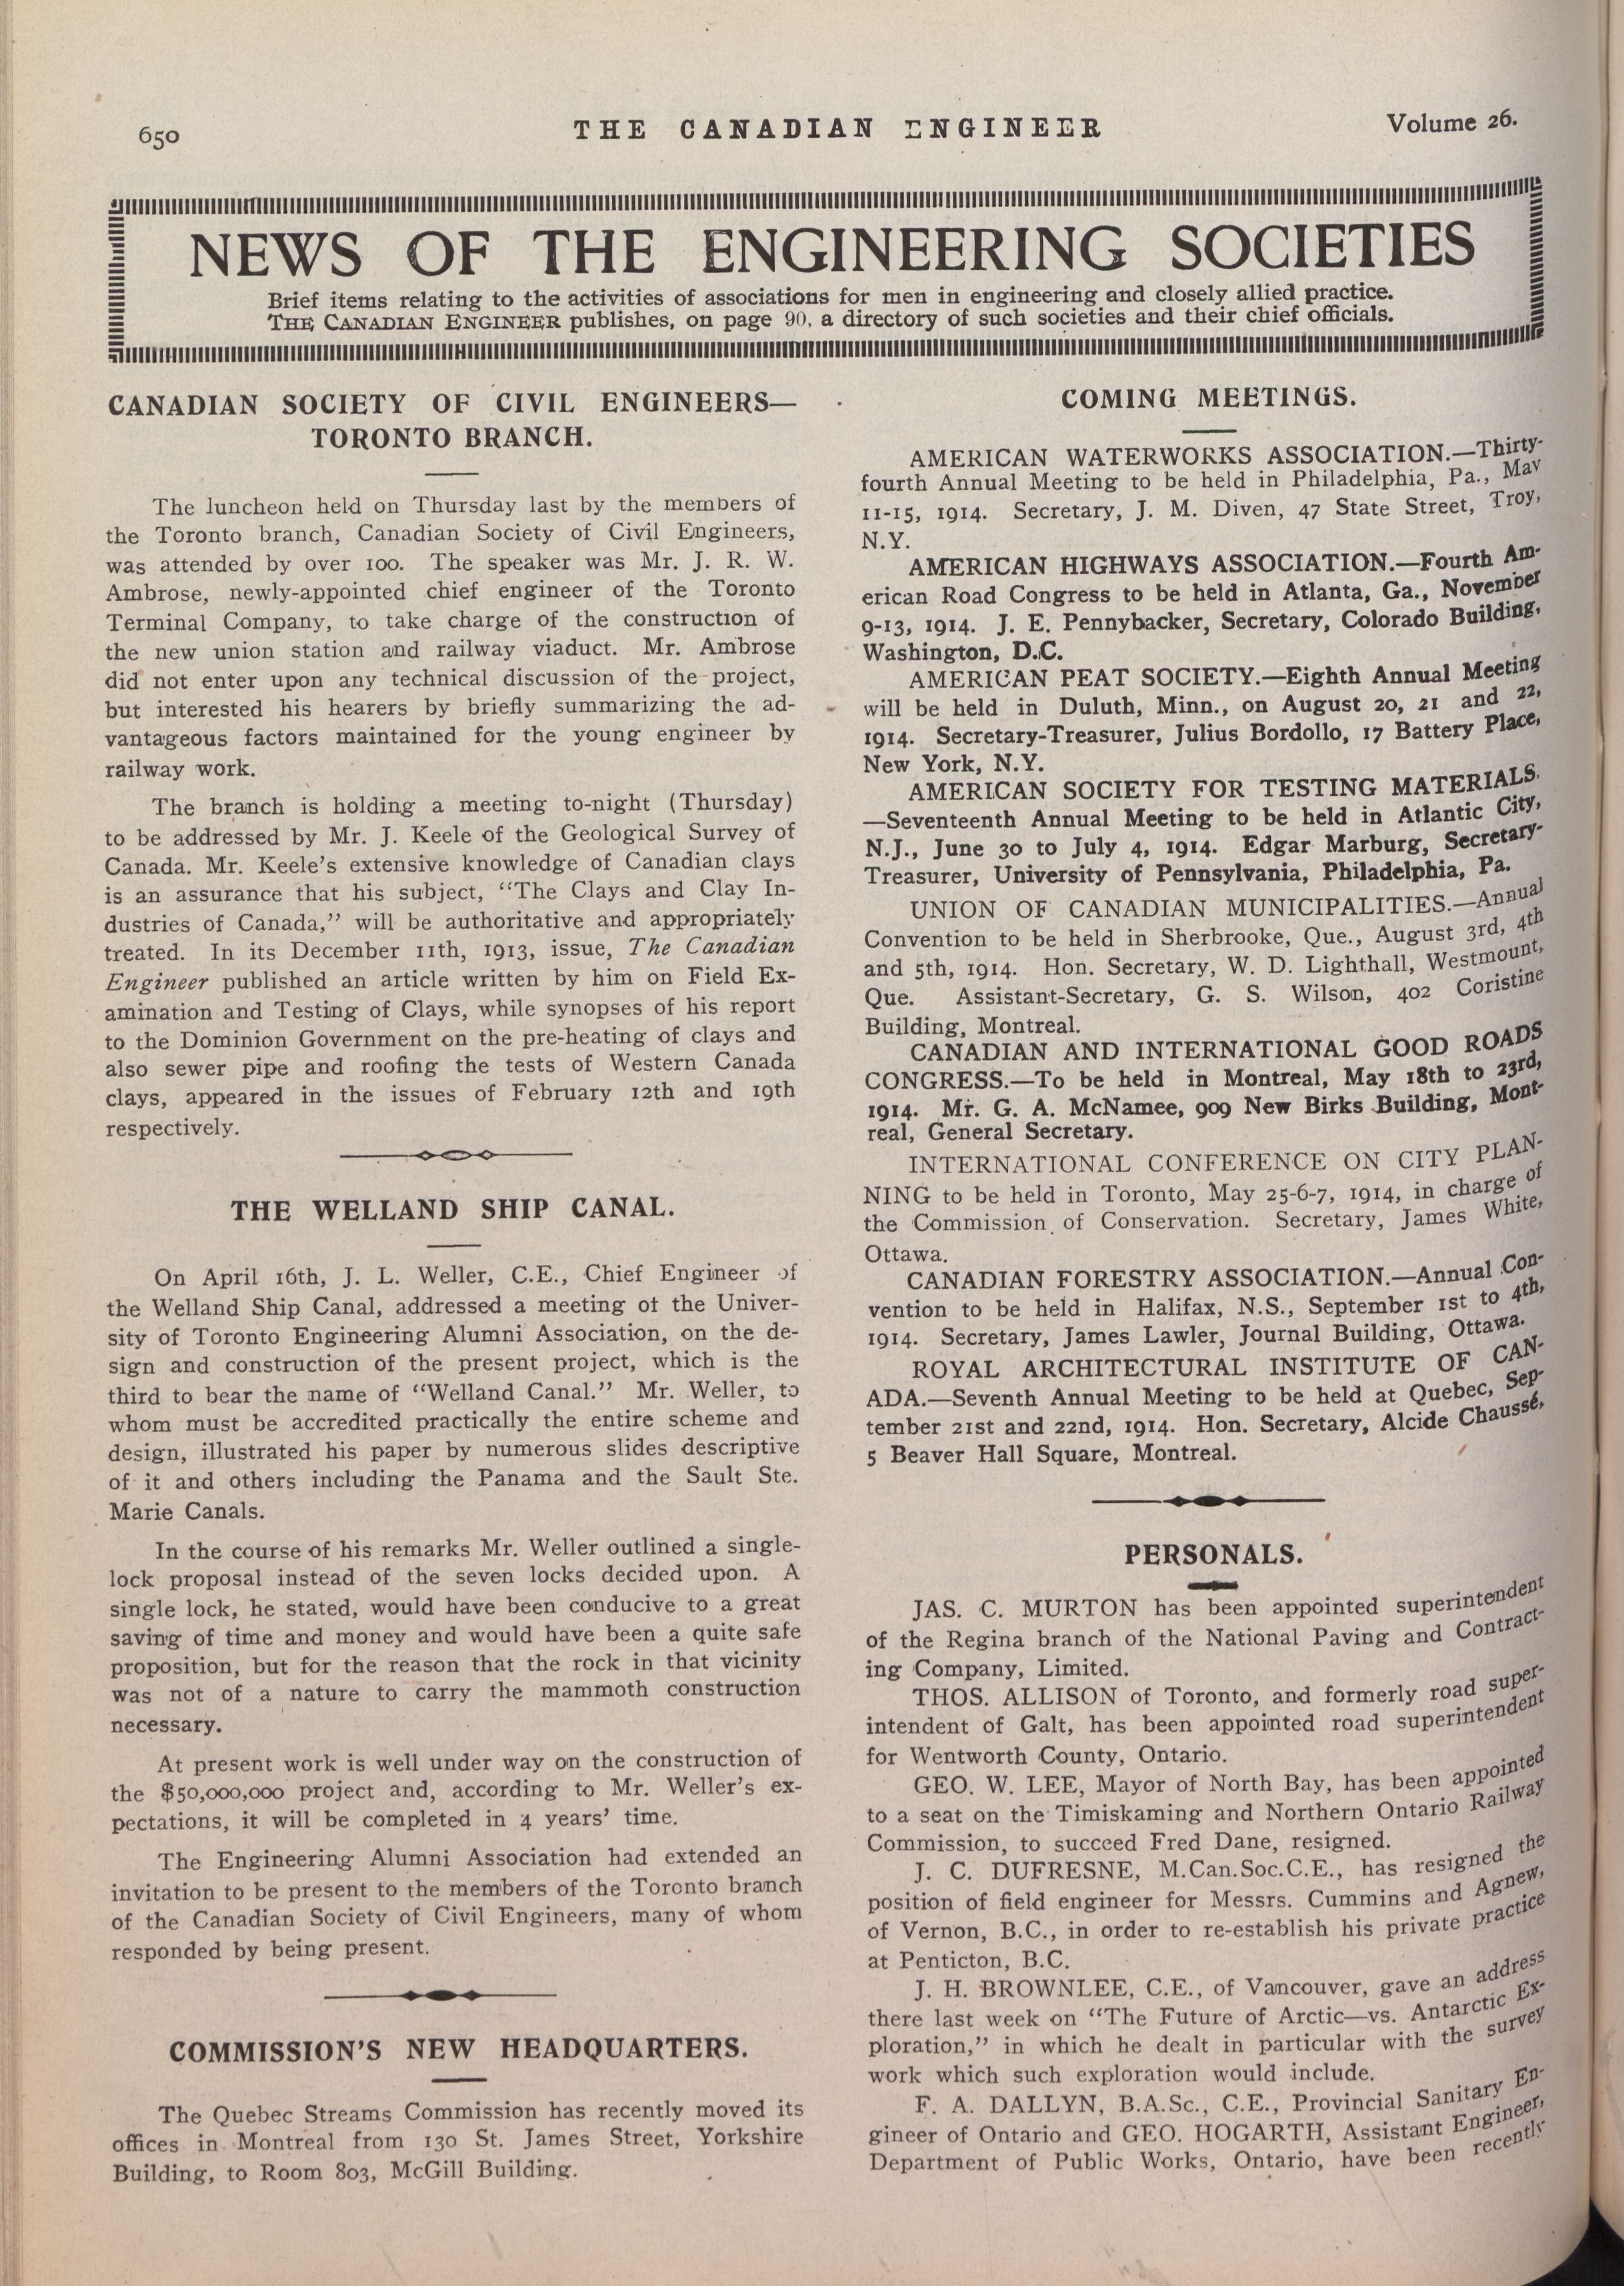 650
THE CANADIAN ENGINEER
Volume 26.
NEWS OF THE ENGINEERING SOCIETIES
Brief items relating to the activities of associations for men in engineering and closely allied practice.
THE CANADIAN ENGINEER publishes, on page 90, a directory of such societies and their chief officials.
CANADIAN SOCIETY OF CIVIL ENGINEERS—
TORONTO BRANCH.
The luncheon held on Thursday last by the members of
the Toronto branch, Canadian Society of Civil Engineers,
was attended by over 100. The speaker was Mr. J. R. W.
Ambrose, newly-appointed chief engineer of the Toronto
Terminal Company, to take charge of the construction of
the new union station and railway viaduct. Mr. Ambrose
did not enter upon any technical discussion of the project,
but interested his hearers by briefly summarizing the ad-
vantageous factors maintained for the young engineer by
railway work.
The branch is holding a meeting to-night (Thursday)
to be addressed by Mr. J. Keele of the Geological Survey of
Canada. Mr. Keele's extensive knowledge of Canadian clays
is an assurance that his subject, "The Clays and Clay In-
dustries of Canada," will be authoritative and appropriately
treated. In its December 11th, 1913, issue, The Canadian
Engineer published an article written by him on Field Ex-
amination and Testing of Clays, while synopses of his report
to the Dominion Government on the pre-heating of clays and
also sewer pipe and roofing the tests of Western Canada
clays, appeared in the issues of February 12th and 19th
respectively.
THE WELLAND SHIP CANAL.
On April 16th, J. L. Weller, C.E., Chief Engineer of
the Welland Ship Canal, addressed a meeting of the Univer-
sity of Toronto Engineering Alumni Association, on the de-
sign and construction of the present project, which is the
third to bear the name of "Welland Canal." Mr. Weller, to
whom must be accredited practically the entire scheme and
design, illustrated his paper by numerous slides descriptive
of it and others including the Panama and the Sault Ste.
Marie Canals.
In the course of his remarks Mr. Weller outlined a single-
lock proposal instead of the seven locks decided upon. A
single lock, he stated, would have been conducive to a great
saving of time and money and would have been a quite safe
proposition, but for the reason that the rock in that vicinity
was not of a nature to carry the mammoth construction
necessary.
At present work is well under way on the construction of
the $50,000,000 project and, according to Mr. Weller's ex-
pectations, it will be completed in 4 years' time.
The Engineering Alumni Association had extended an
invitation to be present to the members of the Toronto branch
of the Canadian Society of Civil Engineers, many of whom
responded by being present.
COMMISSION'S NEW HEADQUARTERS.
The Quebec Streams Commission has recently moved its
offices in Montreal from 130 St. James Street, Yorkshire
Building, to Room 803, McGill Building.
COMING MEETINGS.
AMERICAN WATERWORKS ASSOCIATION.—Thirty-
fourth Annual Meeting to be held in Philadelphia, Pa., May
11-15, 1914. Secretary, J. M. Diven, 47 State Street, Troy,
N.Y.
AMERICAN HIGHWAYS ASSOCIATION.—Fourth Am-
erican Road Congress to be held in Atlanta, Ga., November
9-13, 1914. J. E. Pennybacker, Secretary, Colorado Building,
Washington, D.C.
AMERICAN PEAT SOCIETY.—Eighth Annual Meeting
will be held in Duluth, Minn., on August 20, 21 and 22,
1914. Secretary-Treasurer, Julius Bordollo, 17 Battery Place,
New York, N.Y.
AMERICAN SOCIETY FOR TESTING MATERIALS.
—Seventeenth Annual Meeting to be held in Atlantic City,
N.J., June 30 to July 4, 1914. Edgar Marburg, Secretary-
Treasurer, University of Pennsylvania, Philadelphia, Pa.
UNION OF CANADIAN MUNICIPALITIES.—Annual
Convention to be held in Sherbrooke, Que., August 3rd, 4th
and 5th, 1914. Hon. Secretary, W. D. Lighthall, Westmount,
Que. Assistant-Secretary, G. S. Wilson, 402 Coristine
Building, Montreal.
CANADIAN AND INTERNATIONAL GOOD ROADS
CONGRESS.—To be held in Montreal, May 18th to 23rd,
1914. Mr. G. A. McNamee, 909 New Birks Building, Mont-
real, General Secretary.
INTERNATIONAL CONFERENCE ON CITY PLAN-
NING to be held in Toronto, May 25-6-7, 1914, in charge of
the Commission of Conservation. Secretary, James White,
Ottawa.
CANADIAN FORESTRY ASSOCIATION.—Annual Con-
vention to be held in Halifax, N.S., September 1st to 4th,
1914. Secretary, James Lawler, Journal Building, Ottawa.
ROYAL ARCHITECTURAL INSTITUTE OF CAN-
ADA.—Seventh Annual Meeting to be held at Quebec, Sep-
tember 21st and 22nd, 1914. Hon. Secretary, Alcide Chaussé,
5 Beaver Hall Square, Montreal.
PERSONALS.
JAS. C. MURTON has been appointed superintendent
of the Regina branch of the National Paving and Contract-
ing Company, Limited.
THOS. ALLISON of Toronto, and formerly road super-
intendent of Galt, has been appointed road superintendent
for Wentworth County, Ontario.
GEO. W. LEE, Mayor of North Bay, has been appointed
to a seat on the Timiskaming and Northern Ontario Railway
Commission, to succeed Fred Dane, resigned.
J. C. DUFRESNE, M.Can.Soc.C.E., has resigned the
position of field engineer for Messrs. Cummins and Agnew,
of Vernon, B.C., in order to re-establish his private practice
at Penticton, B.C.
J. H. BROWNLEE, C.E., of Vancouver, gave an address
there last week on "The Future of Arctic—vs. Antarctic Ex-
ploration," in which he dealt in particular with the survey
work which such exploration would include.
F. A. DALLYN, B.A.Sc., C.E., Provincial Sanitary En-
gineer of Ontario and GEO. HOGARTH, Assistant Engineer,
Department of Public Works, Ontario, have been recently